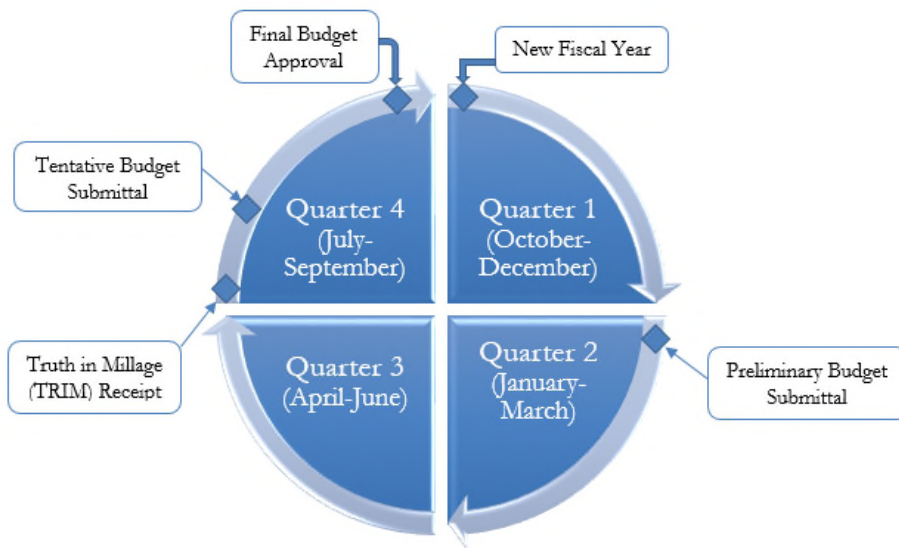 Final Budget
Approval
New Fiscal Year
Tentative Budget
Submittal
Quarter 4
(July-
September)
Quarter 1
(October-
December)
Truth in Millage
(TRIM) Receipt
Quarter 3
(April-June)
Quarter 2
(January-
March)
Preliminary Budget
Submittal